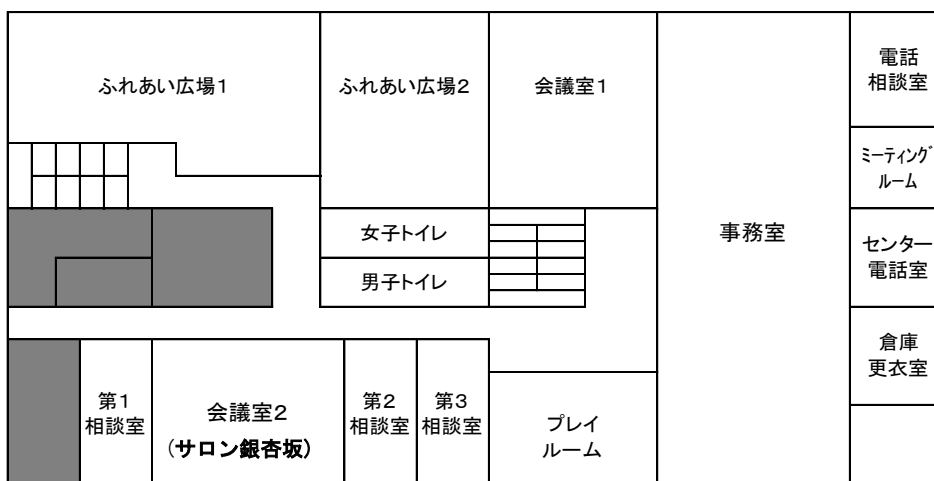 ふれあい広場1
ふれあい広場2
会議室1
電話
相談室
ミーティング
ルーム
女子トイレ
男子トイレ
事務室
センター
電話室
倉庫
更衣室
第1
相談室
会議室2
(サロン銀杏坂)
第2
相談室
第3
相談室
プレイ
ルーム